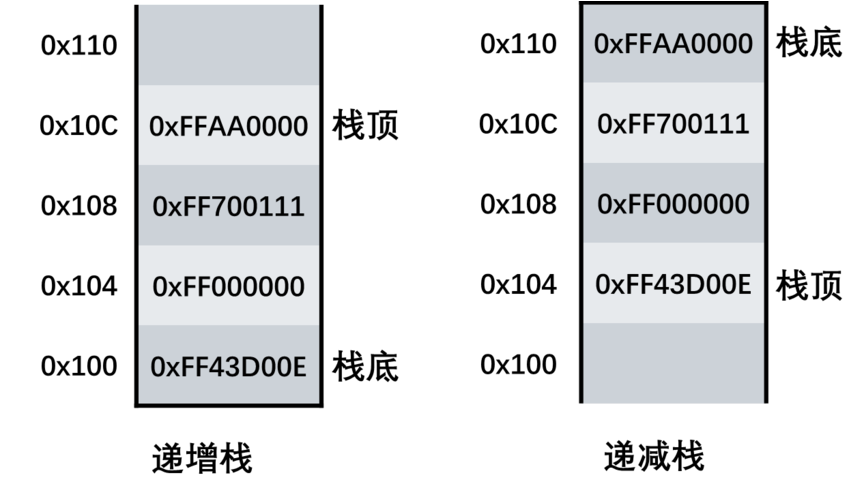 0x110
0x10C 0xFFAA0000 栈顶
0x108 0xFF700111
0x104 0xFF000000
0x100 0xFF43D00E 栈底
递增栈
0x110 0xFFAA0000 栈底
0x10C 0xFF700111
0x108 0xFF000000
0x104 0xFF43D00E 栈顶
0x100
递减栈